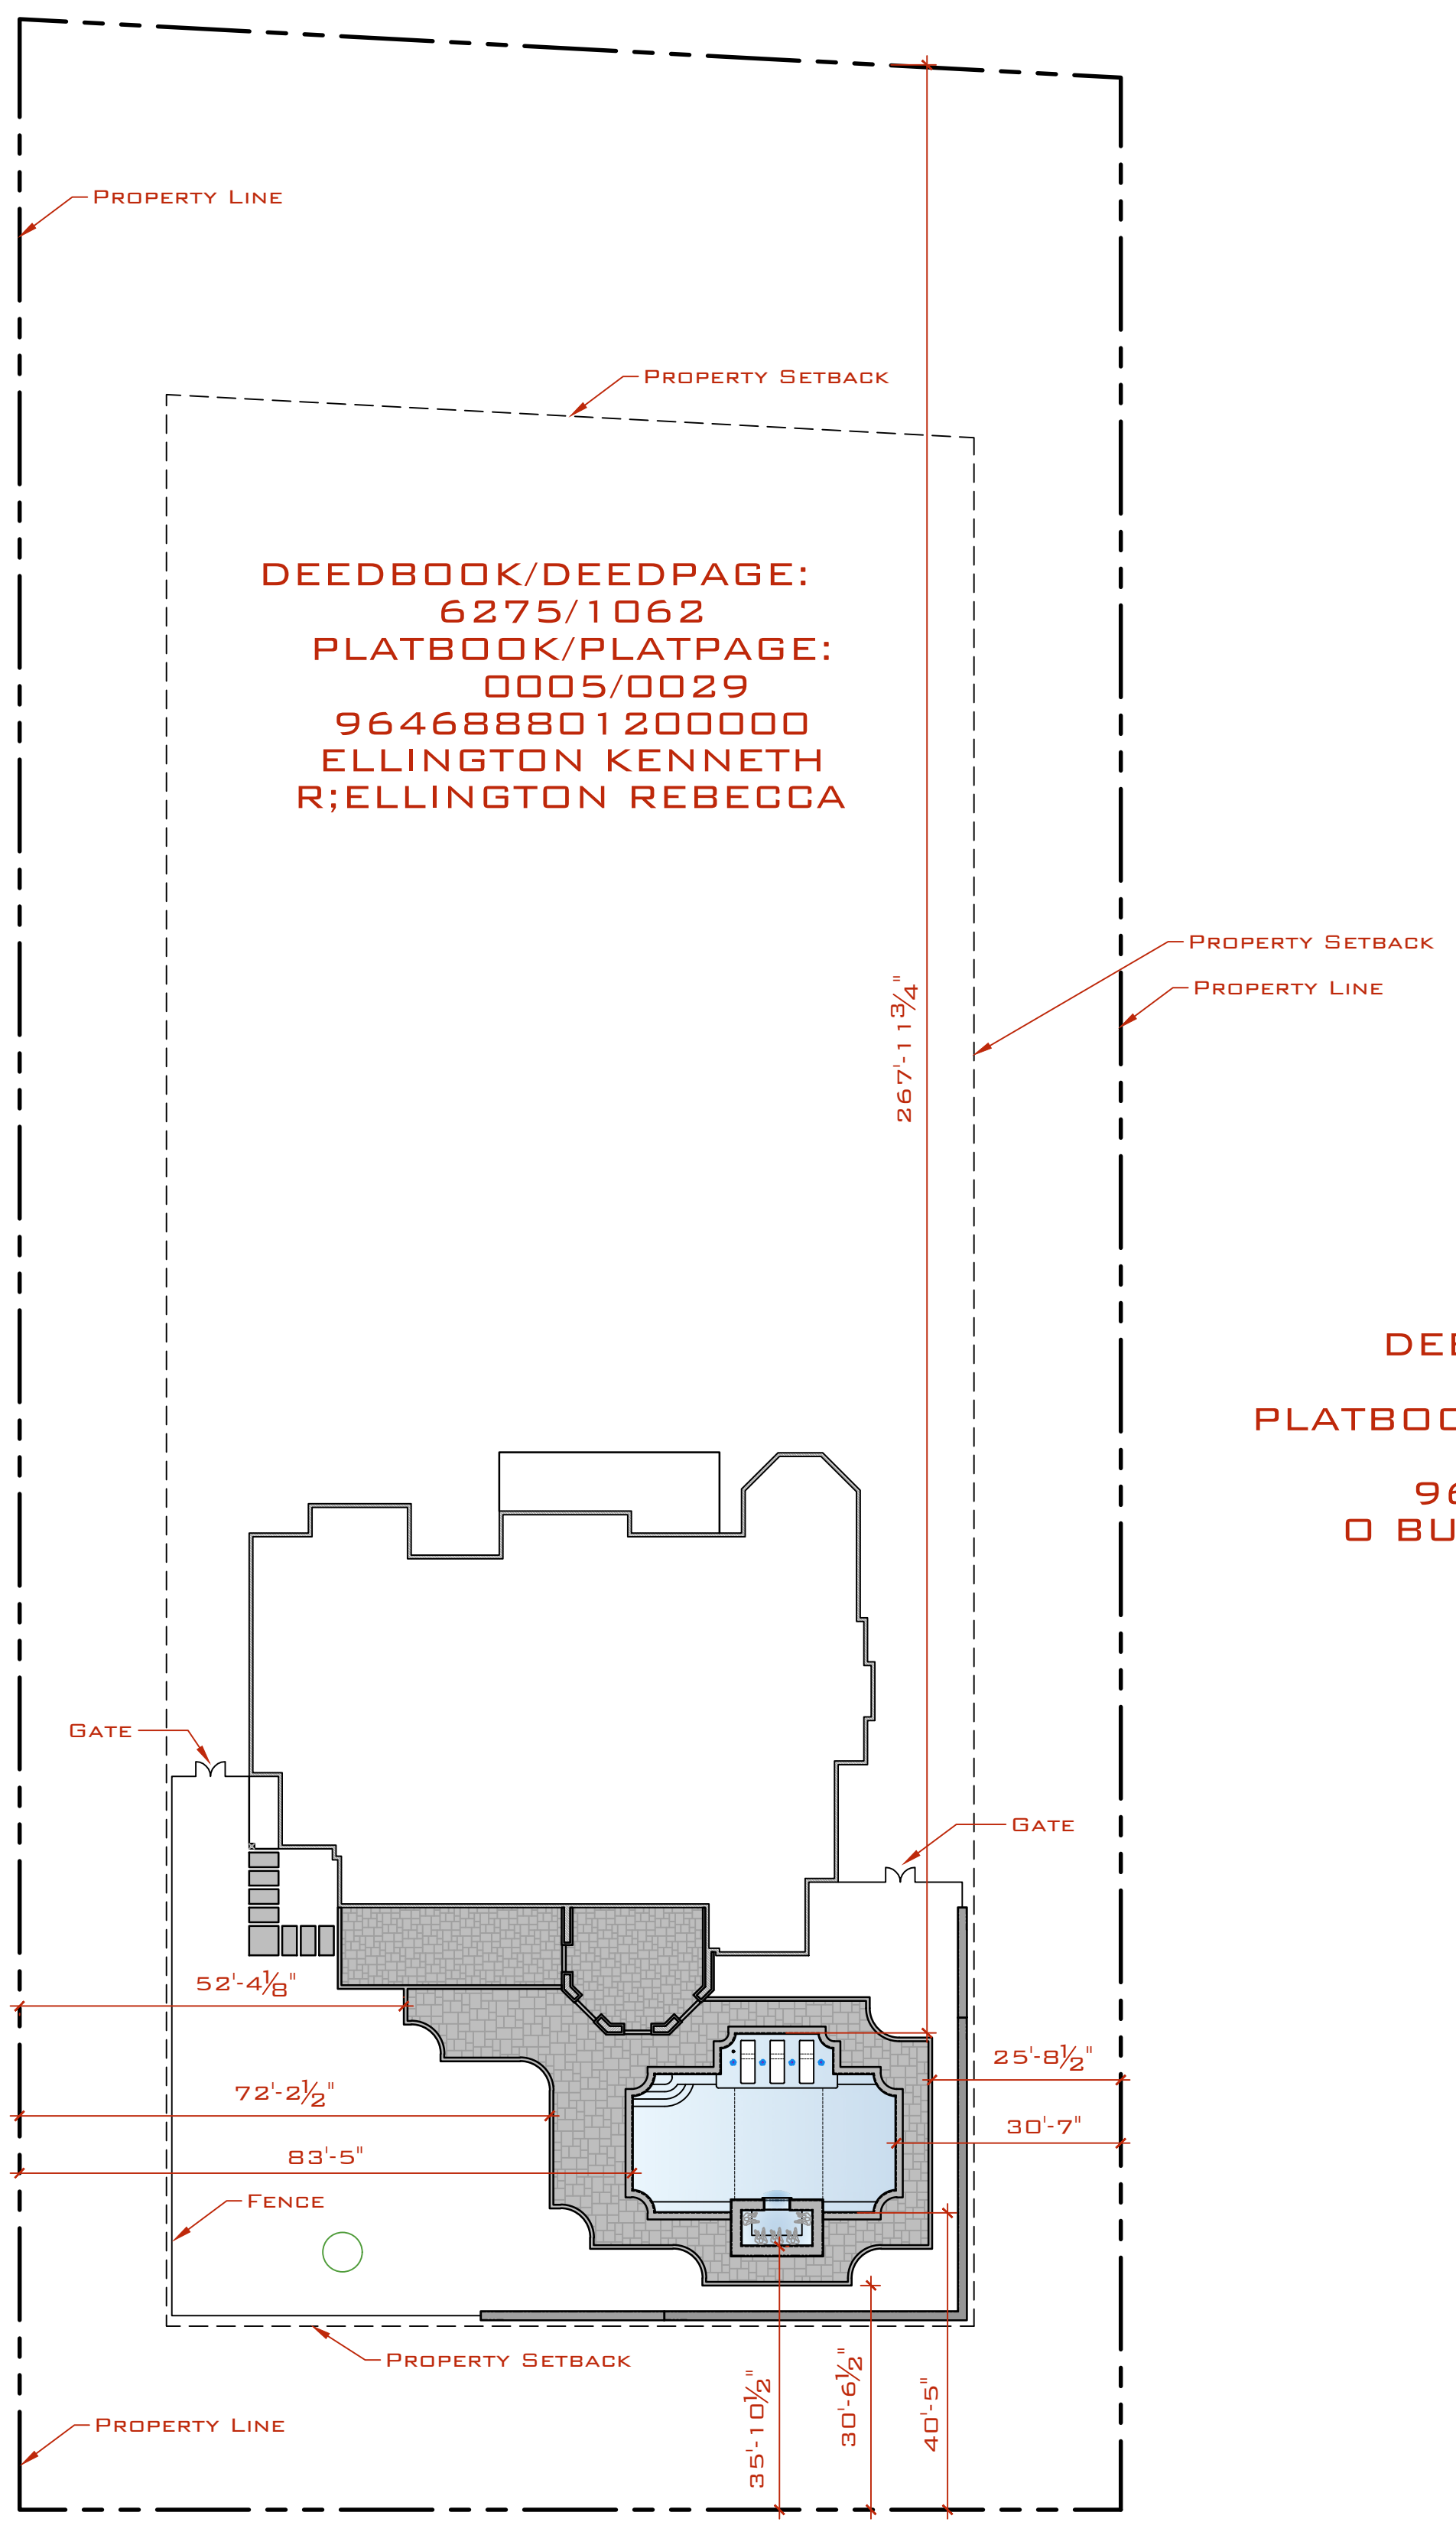 Property Line
Property Setback
DEEDBOOK/DEEDPAGE:
6275/1062
PLATBOOK/PLATPAGE:
0005/0029
964688801200000
ELLINGTON KENNETH
R;ELLINGTON REBECCA
Property Setback
Property Line
267'-11 3/4"
DEE
PLATBOO
96
O BU
Gate
Gate
52'-4 1/8"
25'-8 1/2"
72'-2 1/2"
30'-7"
83'-5"
Fence
Property Setback
35'-10 1/2"
30'-6 1/2"
40'-5"
Property Line